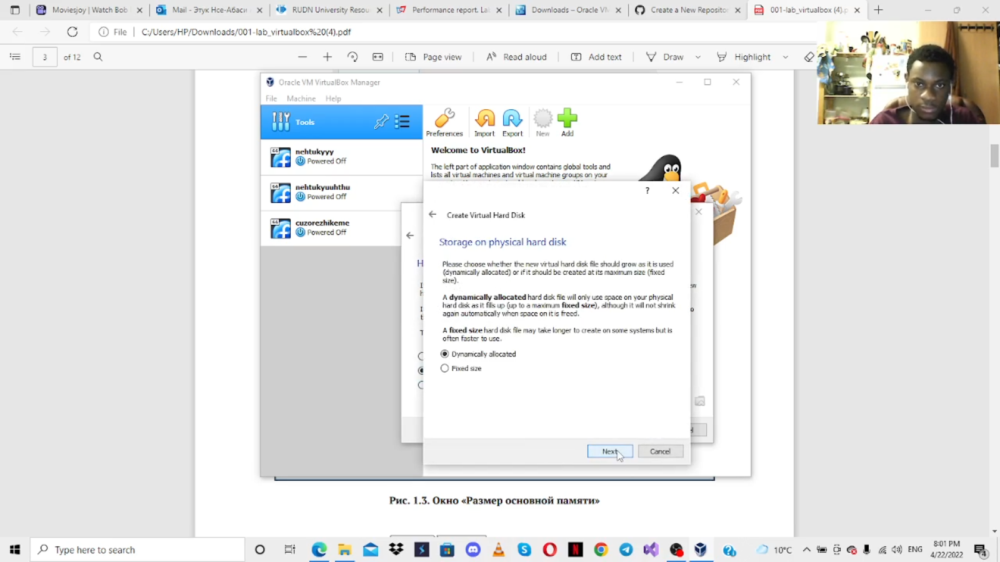 Moviesjoy | Watch Bob
Mail - Этук Нсе-Абаси
RUDN University Resou
Performance report. La
Downloads – Oracle VM
Create a New Repositor
001-lab_virtualbox (4).p
File
C:/Users/HP/Downloads/001-lab_virtualbox%20(4).pdf
3
of 12
Page view
Read aloud
Add text
Draw
Highlight
Oracle VM VirtualBox Manager
File
Machine
Help
Tools
Preferences
Import
Export
New
Add
nehtukyyy
Powered Off
nehtukyuuhthu
Powered Off
cuzorezhikeme
Powered Off
Welcome to VirtualBox!
The left part of application window contains global tools and
lists all virtual machines and virtual machine groups on your
?
Create Virtual Hard Disk
Storage on physical hard disk
Please choose whether the new virtual hard disk file should grow as it is used
(dynamically allocated) or if it should be created at its maximum size (fixed
size).
A dynamically allocated hard disk file will only use space on your physical
hard disk as it fills up (up to a maximum fixed size), although it will not shrink
again automatically when space on it is freed.
A fixed size hard disk file may take longer to create on some systems but is
often faster to use.
Dynamically allocated
Fixed size
Next
Cancel
Рис. 1.3. Окно «Размер основной памяти»
Type here to search
10°C
ENG
8:01 PM
4/22/2022
4